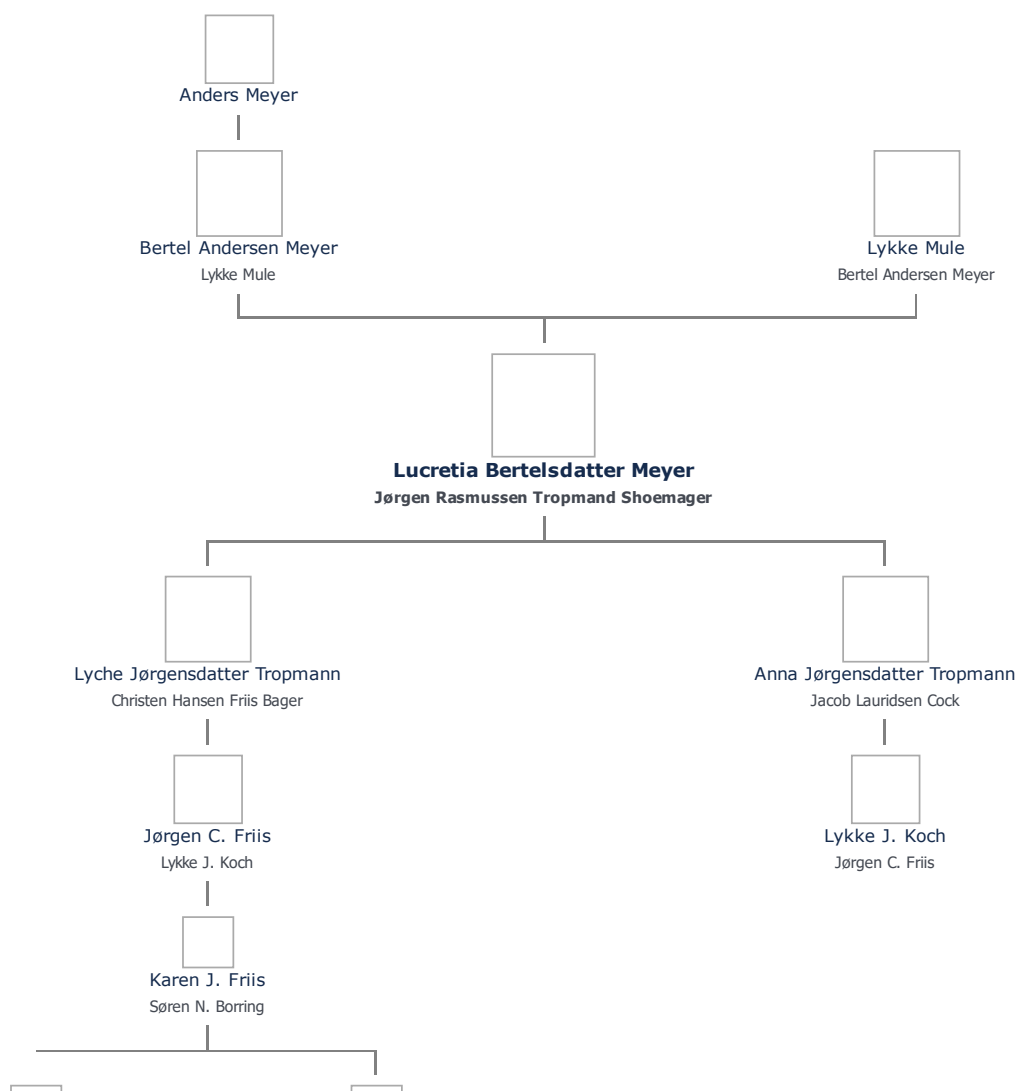 Anders Meyer
Bertel Andersen Meyer
Lykke Mule
Lykke Mule
Bertel Andersen Meyer
Lucretia Bertelsdatter Meyer
Jørgen Rasmussen Tropmand Shoemager
Lyche Jørgensdatter Tropmann
Christen Hansen Friis Bager
Anna Jørgensdatter Tropmann
Jacob Lauridsen Cock
Jørgen C. Friis
Lykke J. Koch
Lykke J. Koch
Jørgen C. Friis
Karen J. Friis
Søren N. Borring